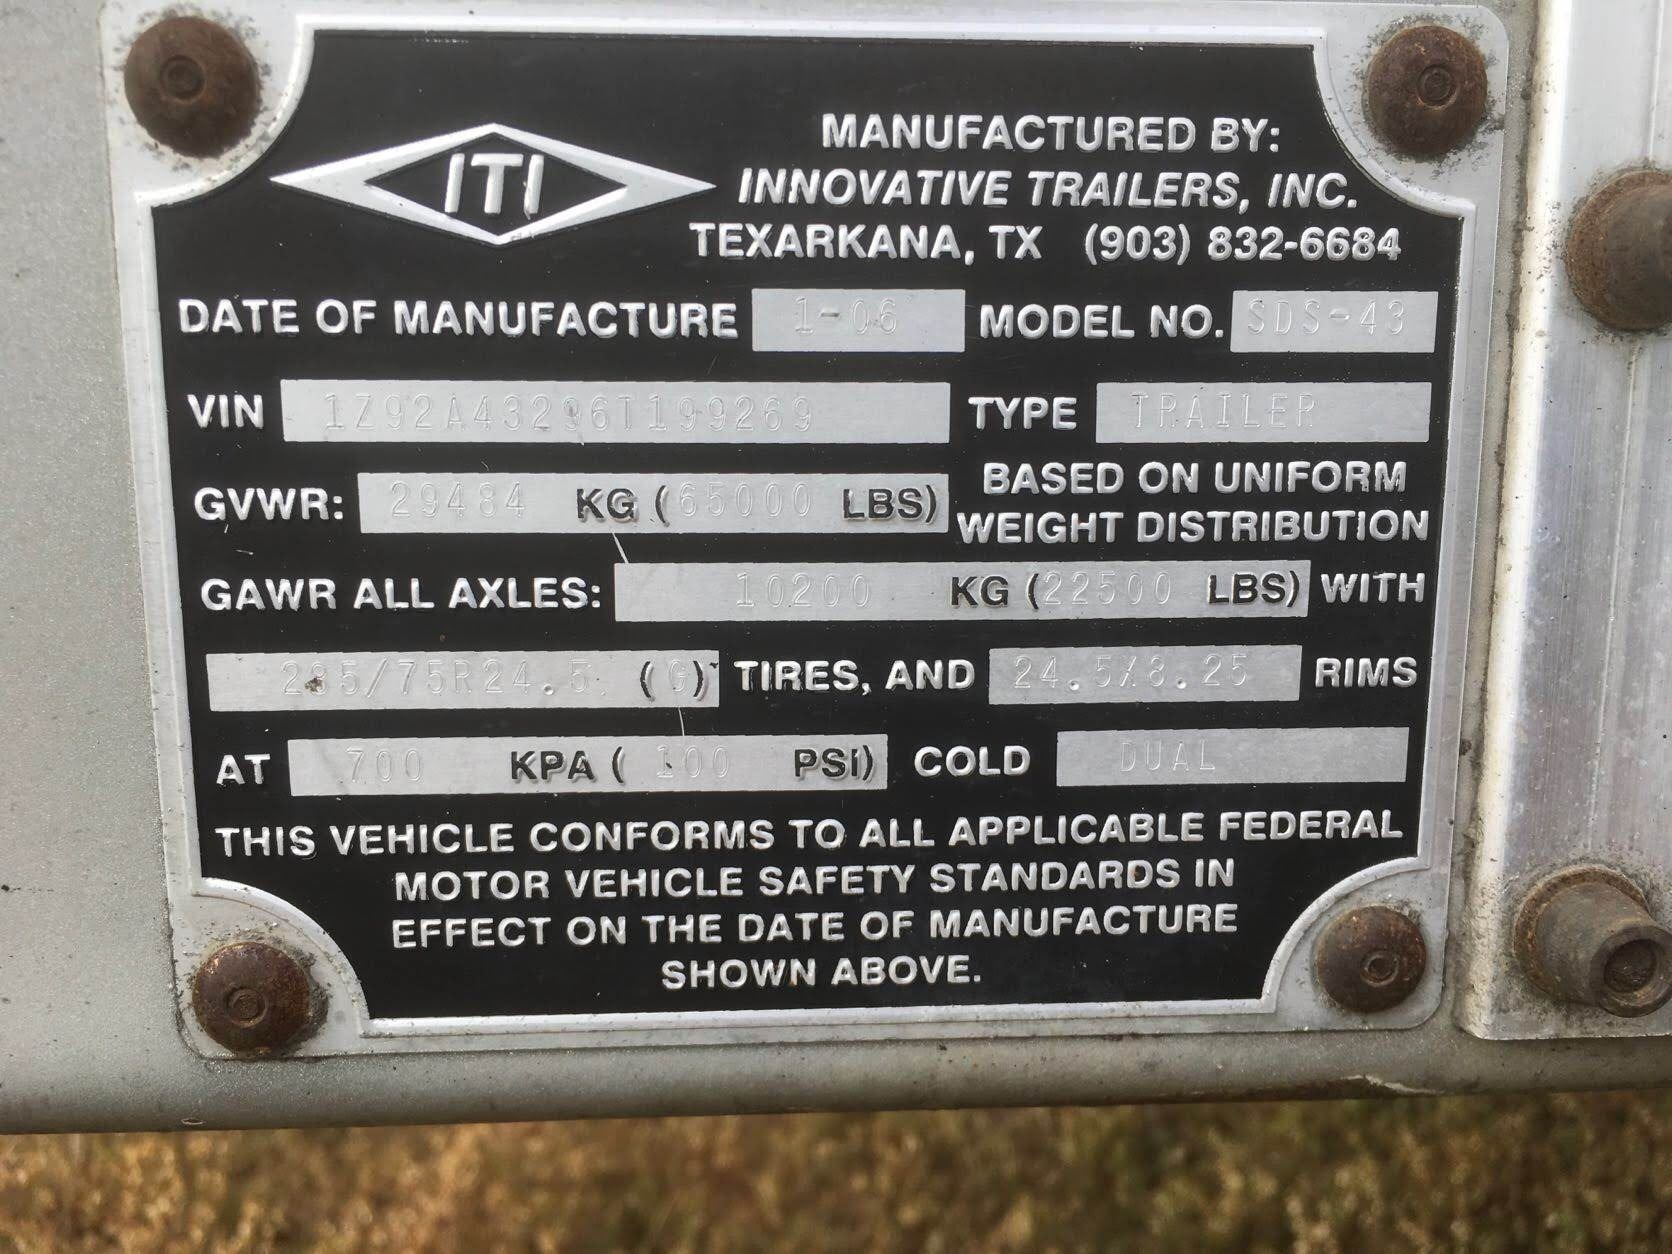 ITI
MANUFACTURED BY:
INNOVATIVE TRAILERS, INC.
TEXARKANA, TX (903) 832-6684
DATE OF MANUFACTURE 1-06 MODEL NO. SDS-43
VIN 1Z92A43296T199269 TYPE TRAILER
GVWR: 29484 KG (65000 LBS) BASED ON UNIFORM WEIGHT DISTRIBUTION
GAWR ALL AXLES: 10200 KG (22500 LBS) WITH
285/75R24.5 (G) TIRES, AND 24.5X8.25 RIMS
AT 700 KPA ( 100 PSI) COLD DUAL
THIS VEHICLE CONFORMS TO ALL APPLICABLE FEDERAL
MOTOR VEHICLE SAFETY STANDARDS IN
EFFECT ON THE DATE OF MANUFACTURE
SHOWN ABOVE.